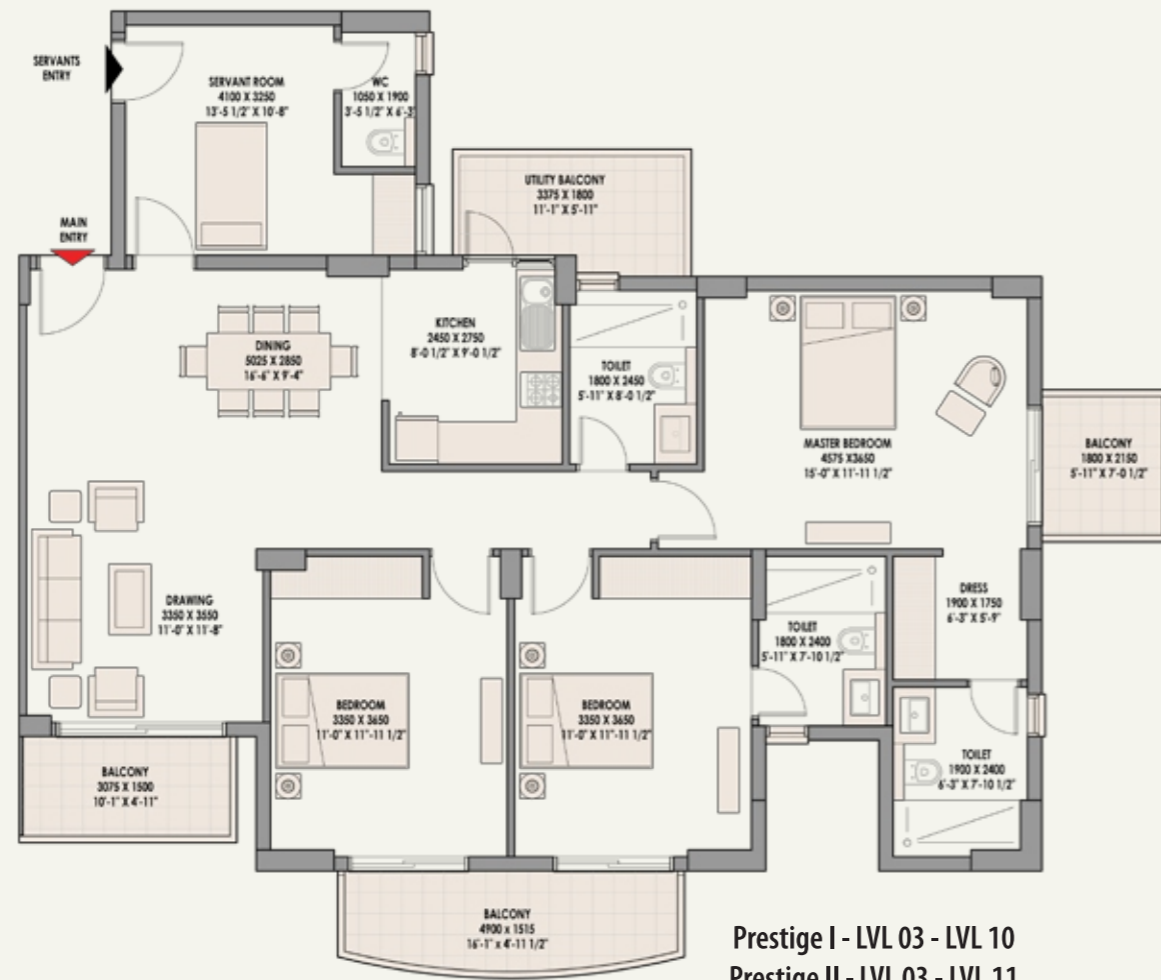 SERVANTS
ENTRY
SERVANT ROOM
4100 X 3250
13'-5 1/2" X 10'-8"
WC
1050 X 1900
3'-5 1/2" X 6'-3"
UTILITY BALCONY
3375 X 1800
11'-1" X 5'-11"
MAIN
ENTRY
DINING
5025 X 2850
16'-6" X 9'-4"
KITCHEN
2450 X 2750
8'-0 1/2" X 9'-0 1/2"
TOILET
1800 X 2450
5'-11" X 8'-0 1/2"
MASTER BEDROOM
4575 X3650
15'-0" X 11'-11 1/2"
BALCONY
1800 X 2150
5'-11" X 7'-0 1/2"
DRAWING
3350 X 3550
11'-0" X 11'-8"
DRESS
1900 X 1750
6'-3" X 5'-9"
TOILET
1800 X 2400
5'-11" X 7'-10 1/2"
BEDROOM
3350 X 3650
11'-0" X 11"-11 1/2"
BEDROOM
3350 X 3650
11'-0" X 11"-11 1/2"
TOILET
1900 X 2400
6'-3" X 7'-10 1/2"
BALCONY
3075 X 1500
10'-1" X 4'-11"
BALCONY
4900 x 1515
16'-1" x 4'-11 1/2"
Prestige I - LVL 03 - LVL 10
Prestige II - LVL 03 - LVL 11